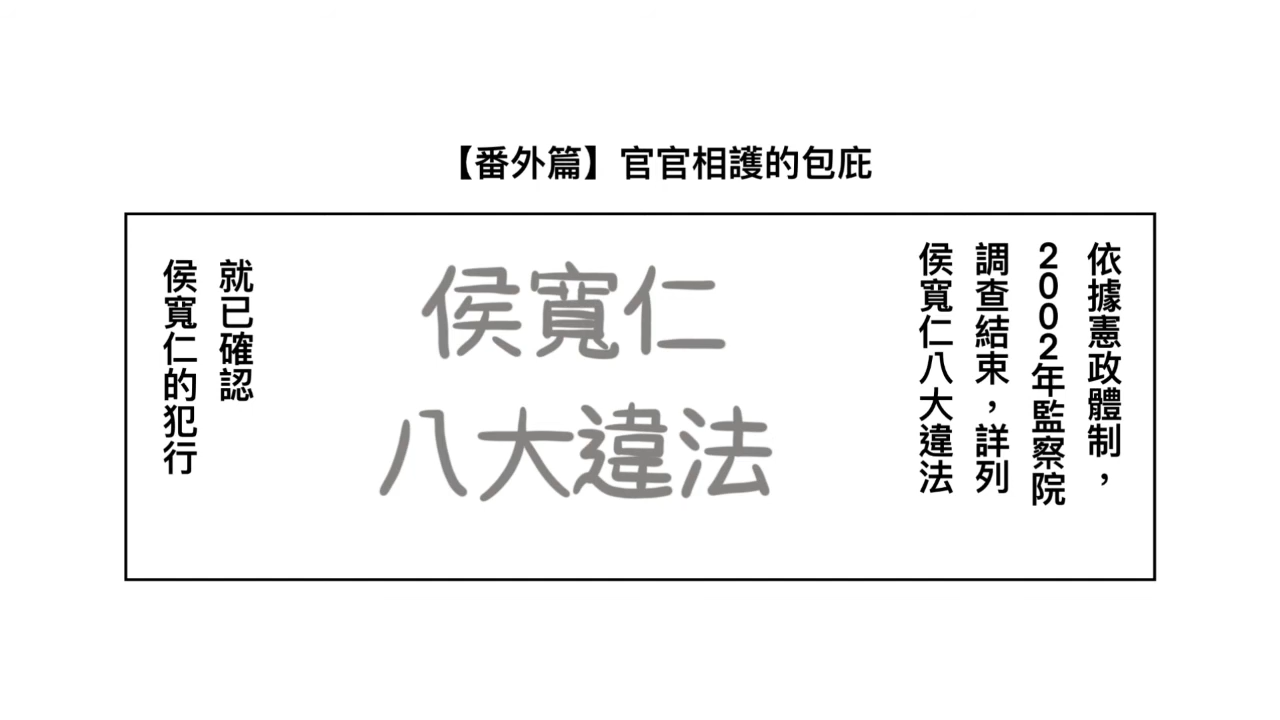 【番外篇】官官相護的包庇
依據憲政體制，
2002年監察院
調查結束，詳列
侯寬仁八大違法
侯寬仁
八大違法
就已確認
侯寬仁的犯行